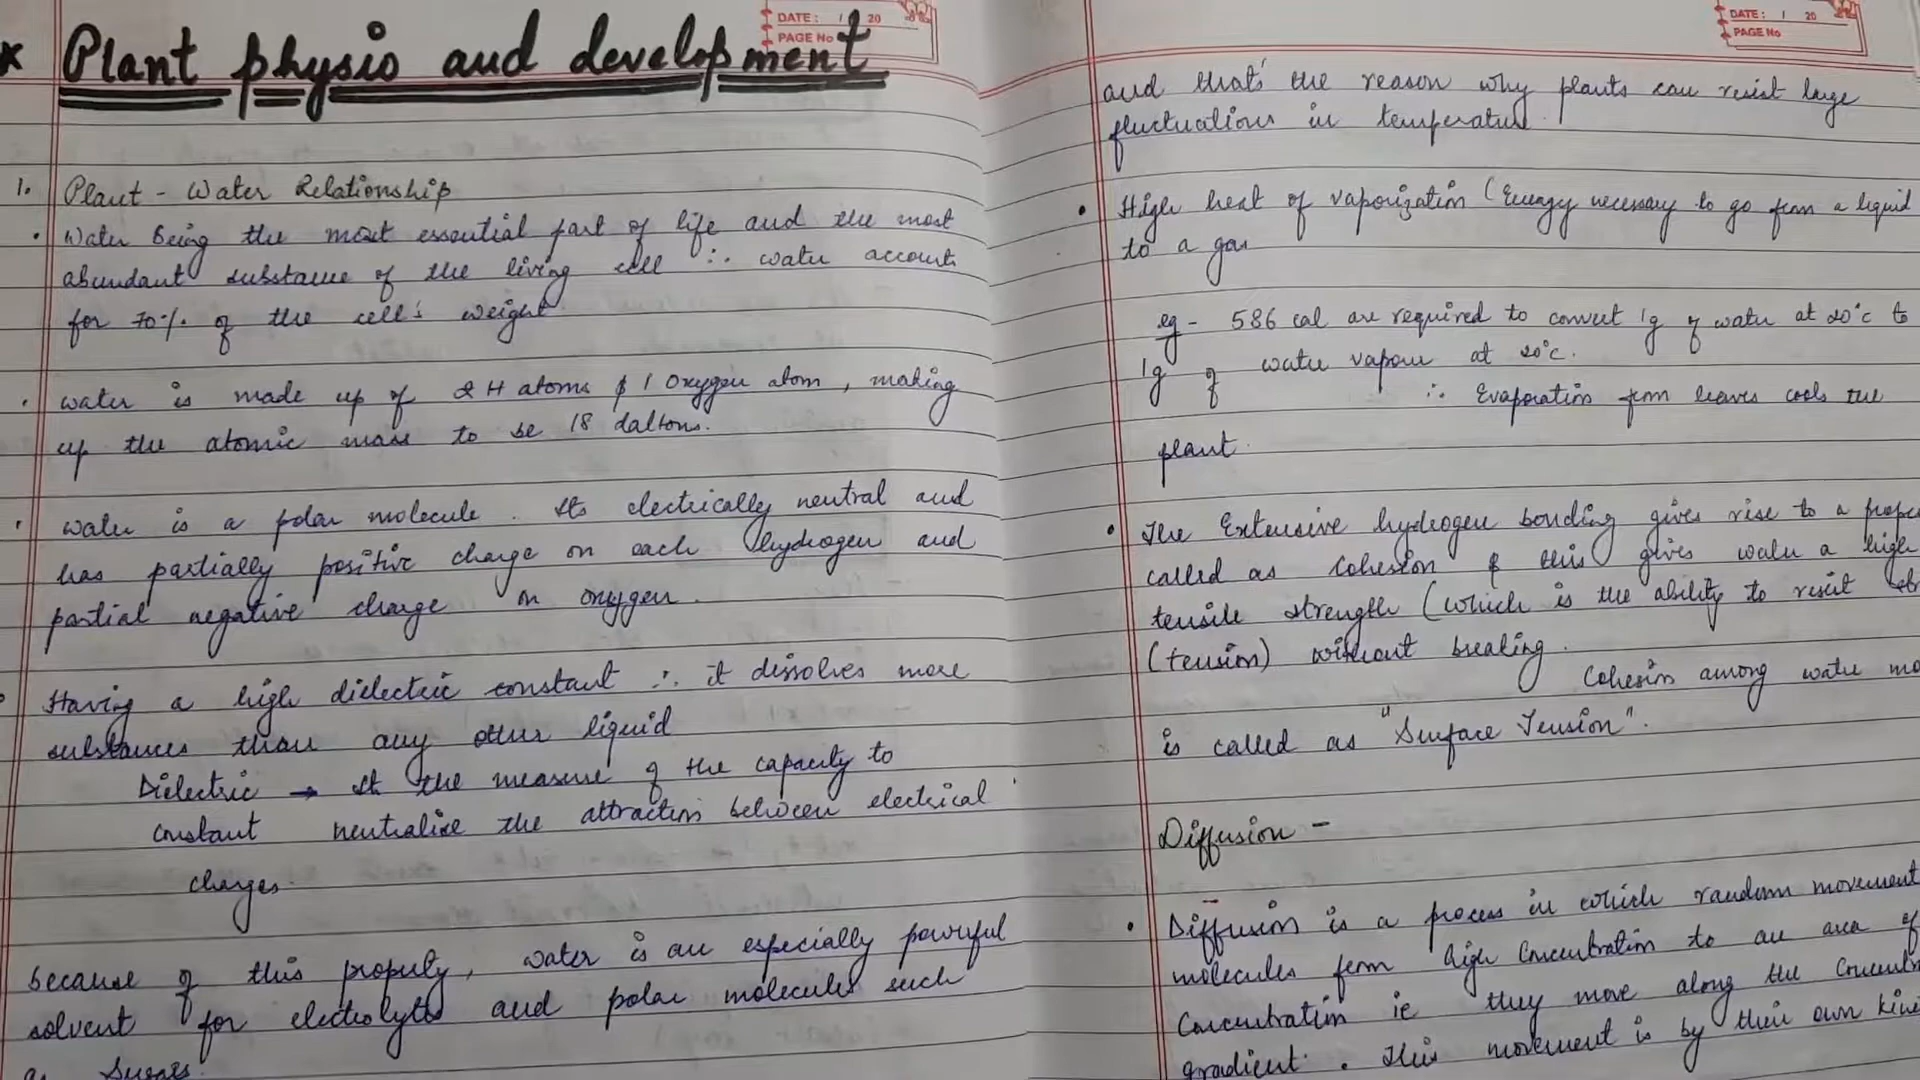 DATE: / 20
PAGE No
x Plant physio and development
1. Plant - Water Relationship
• Water being the most essential part of life and the most
abundant substance of the living cell ∴ water accounts
for 70% of the cell's weight.
• water is made up of 2 H atoms & 1 Oxygen atom, making
up the atomic mass to be 18 daltons.
• water is a polar molecule. Its electrically neutral and
has partially positive charge on each hydrogen and
partial negative charge on oxygen.
• Having a high dielectric constant ∴ it dissolves more
substances than any other liquid
Dielectric → It the measure of the capacity to
constant neutralise the attraction between electrical
charges.
because of this property, water is an especially powerful
solvent for electrolytes and polar molecules such
as Sugars.
DATE: / 20
PAGE No
and that's the reason why plants can resist large
fluctuations in temperature.
• High heat of vaporization (Energy necessary to go from a liquid
to a gas
eg - 586 cal are required to convert 1g of water at 20°C to
1g of water vapour at 20°C.
∴ Evaporation from leaves cools the
plant.
• The Extensive hydrogen bonding gives rise to a
called as Cohesion & this gives water a high
tensile strength (which is the ability to resist
(tension) without breaking.
Cohesion among water
is called as "Surface Tension".
Diffusion -
• Diffusion is a process in which random movement
molecules from high concentration to an area of
Concentration ie they move along the
gradient. This movement is by their own